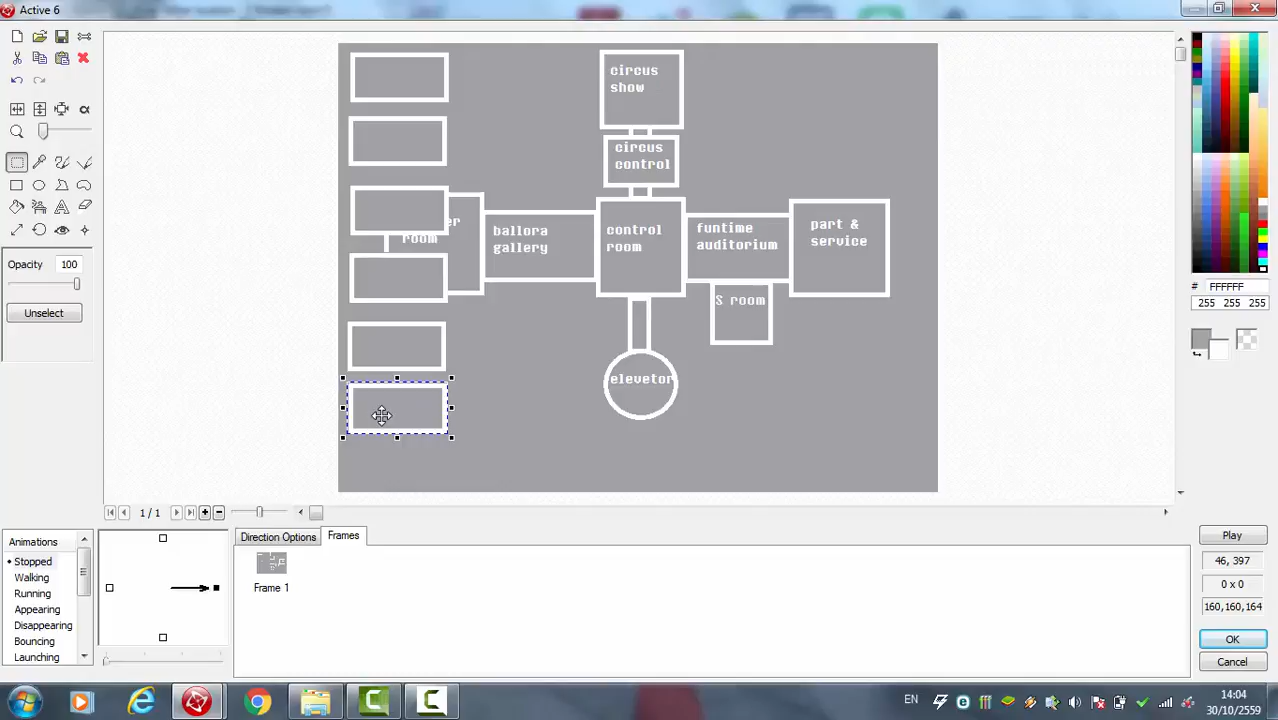 Active 6
circus
show
circus
control
er
room
ballora
gallery
control
room
funtime
auditorium
part &
service
S room
elevetor
Opacity 100
Unselect
# FFFFFF
255 255 255
1 / 1
Animations
Stopped
Walking
Running
Appearing
Disappearing
Bouncing
Launching
Direction Options
Frames
Frame 1
Play
46, 397
0 x 0
160,160,164
OK
Cancel
EN
14:04
30/10/2559